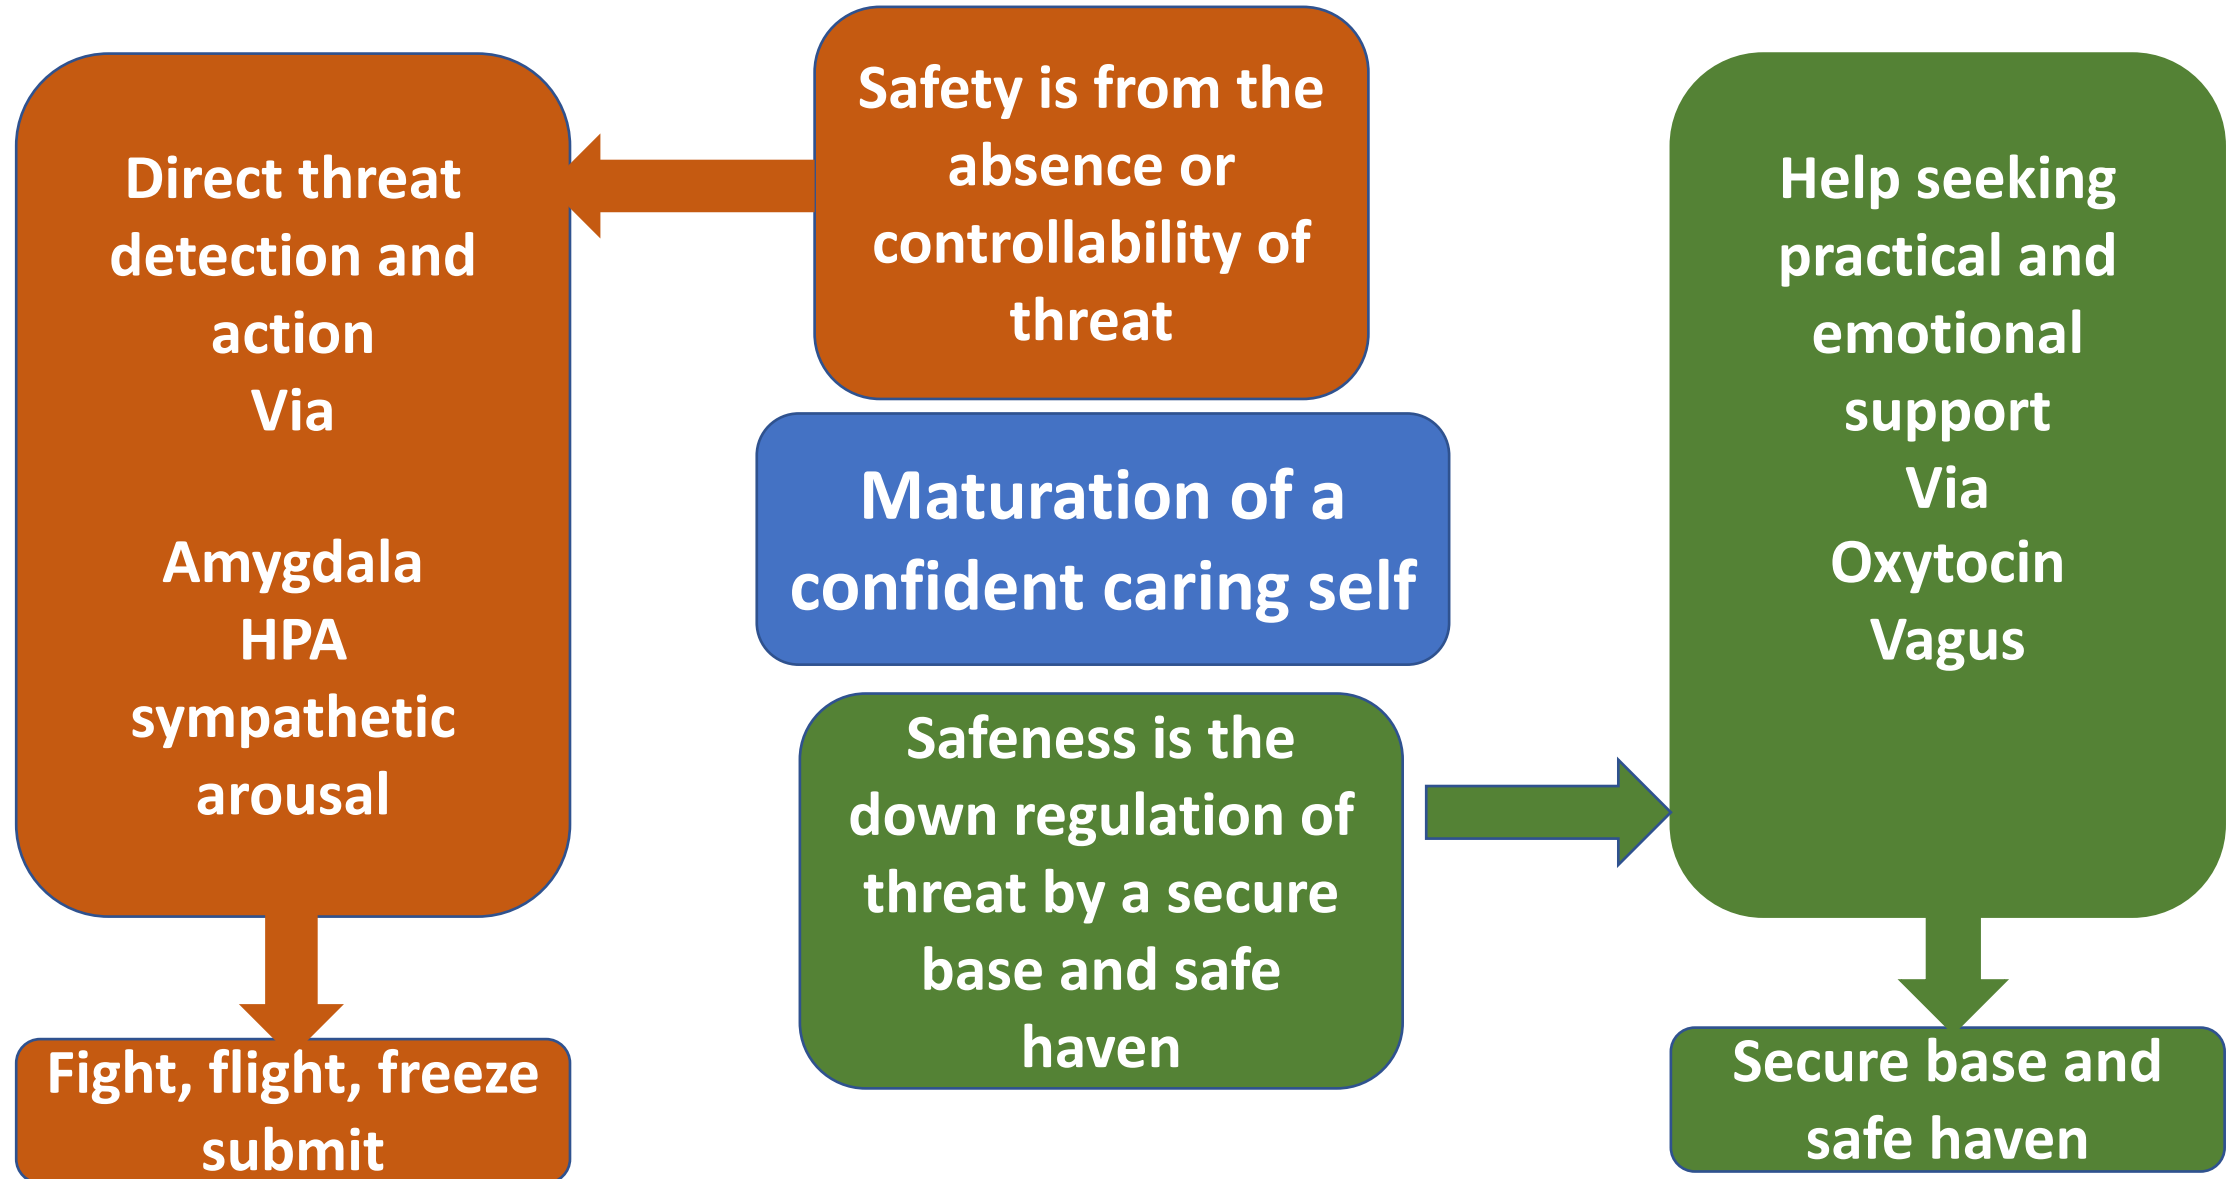 Direct threat
detection and
action
Via
Amygdala
HPA
sympathetic
arousal
Fight, flight, freeze
submit
Safety is from the
absence or
controllability of
threat
Maturation of a
confident caring self
Safeness is the
down regulation of
threat by a secure
base and safe
haven
Help seeking
practical and
emotional
support
Via
Oxytocin
Vagus
Secure base and
safe haven